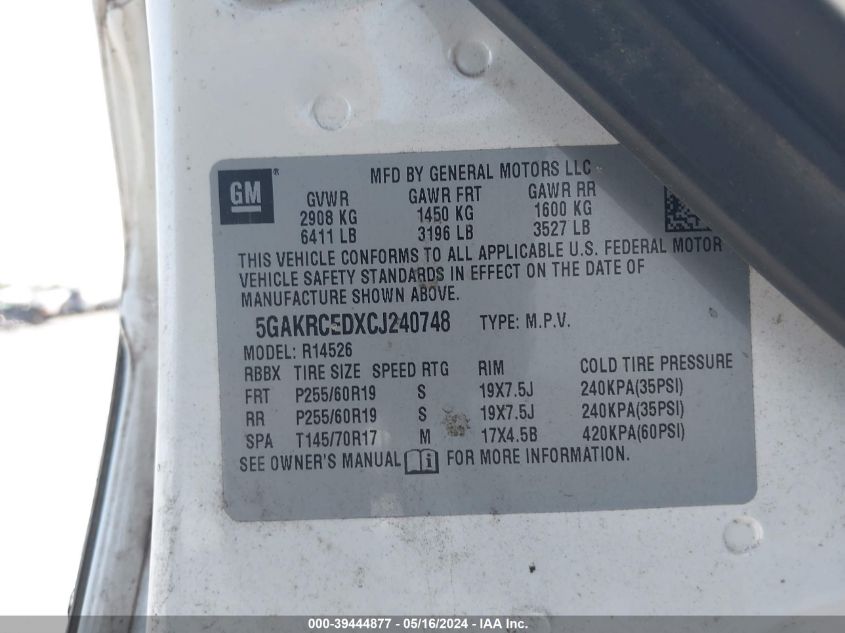 GM ®
MFD BY GENERAL MOTORS LLC
GVWR GAWR FRT GAWR RR
2908 KG 1450 KG 1600 KG
6411 LB 3196 LB 3527 LB
THIS VEHICLE CONFORMS TO ALL APPLICABLE U.S. FEDERAL MOTOR
VEHICLE SAFETY STANDARDS IN EFFECT ON THE DATE OF
MANUFACTURE SHOWN ABOVE.
5GAKRCEDXCJ240748 TYPE: M.P.V.
MODEL: R14526
RBBX TIRE SIZE SPEED RTG RIM COLD TIRE PRESSURE
FRT P255/60R19 S 19X7.5J 240KPA(35PSI)
RR P255/60R19 S 19X7.5J 240KPA(35PSI)
SPA T145/70R17 M 17X4.5B 420KPA(60PSI)
SEE OWNER'S MANUAL FOR MORE INFORMATION.
000-39444877 - 05/16/2024 - IAA Inc.